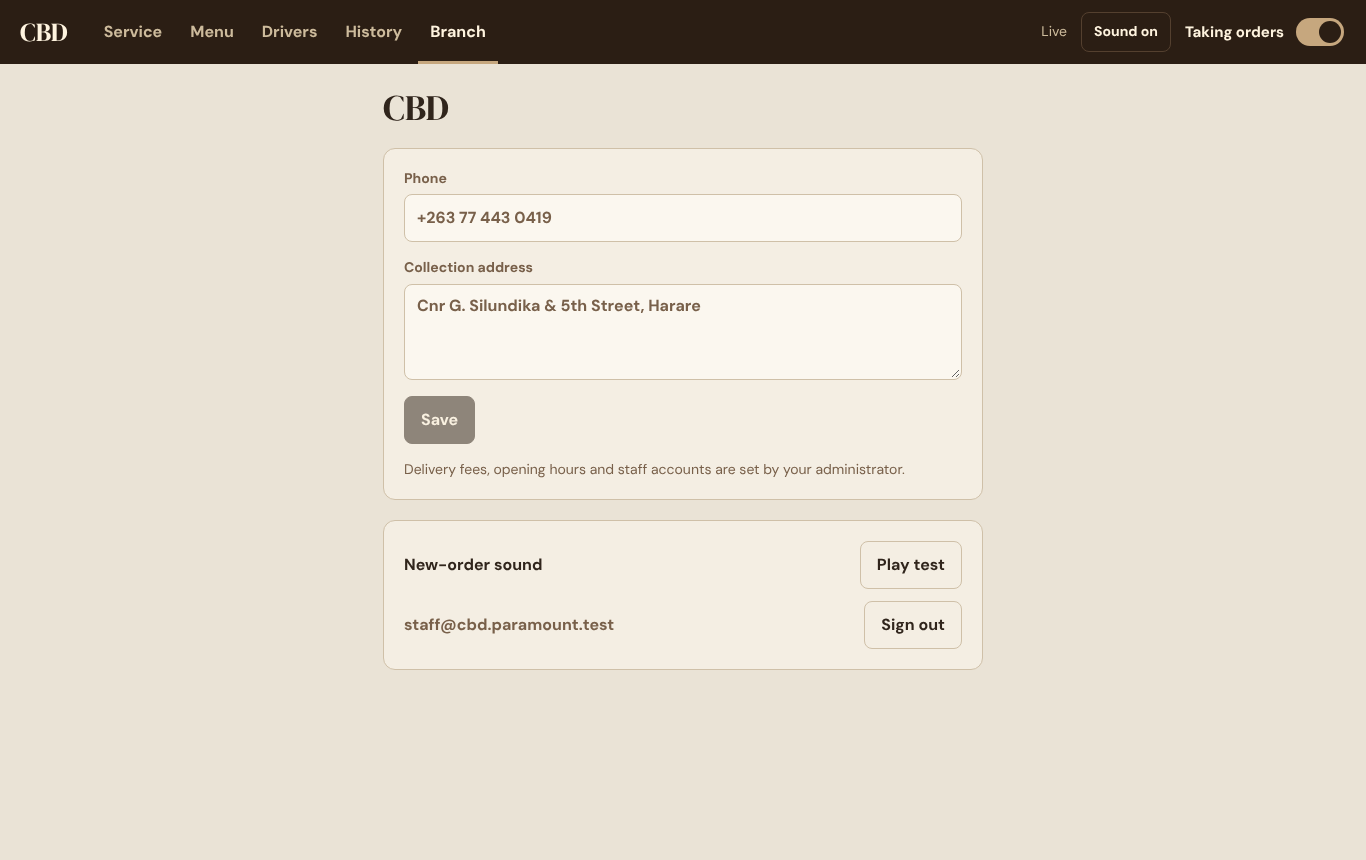 CBD
Service
Menu
Drivers
History
Branch
Live
Sound on
Taking orders
CBD
Phone
+263 77 443 0419
Collection address
Cnr G. Silundika & 5th Street, Harare
Save
Delivery fees, opening hours and staff accounts are set by your administrator.
New-order sound
Play test
staff@cbd.paramount.test
Sign out